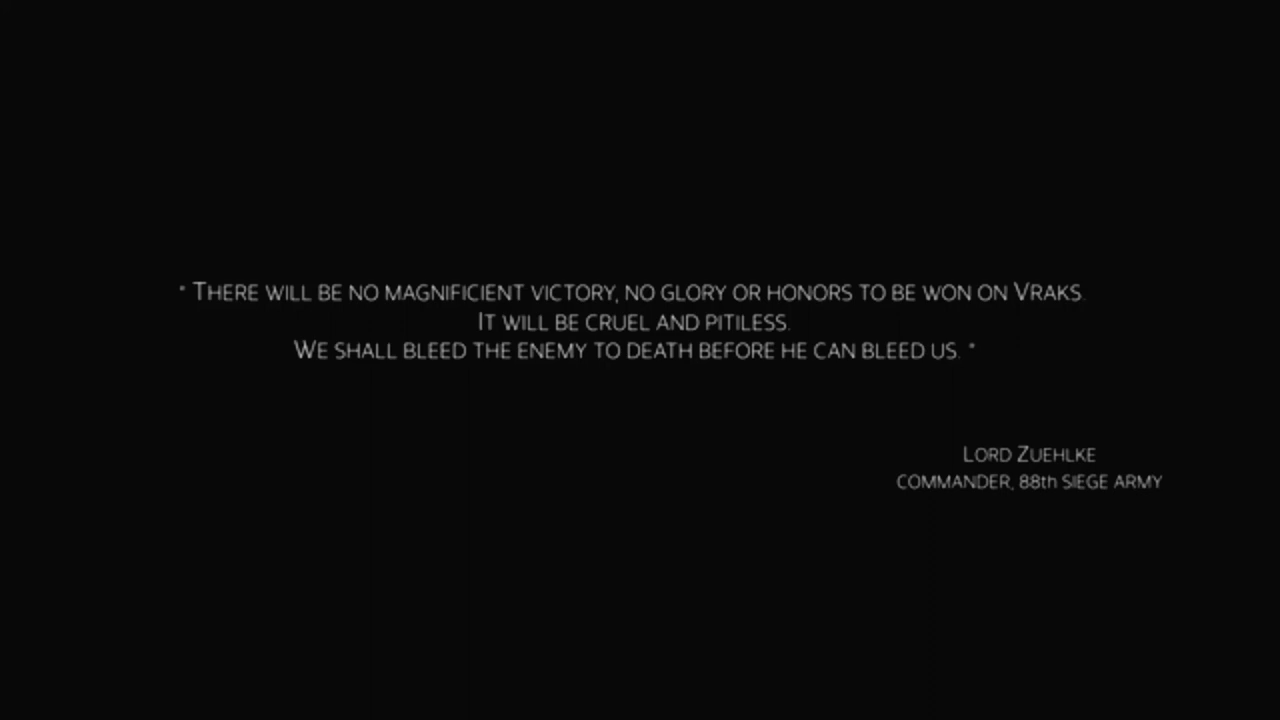 " There will be no magnificient victory, no glory or honors to be won on Vraks.
It will be cruel and pitiless.
We shall bleed the enemy to death before he can bleed us. "
Lord Zuehlke
commander, 88th siege army